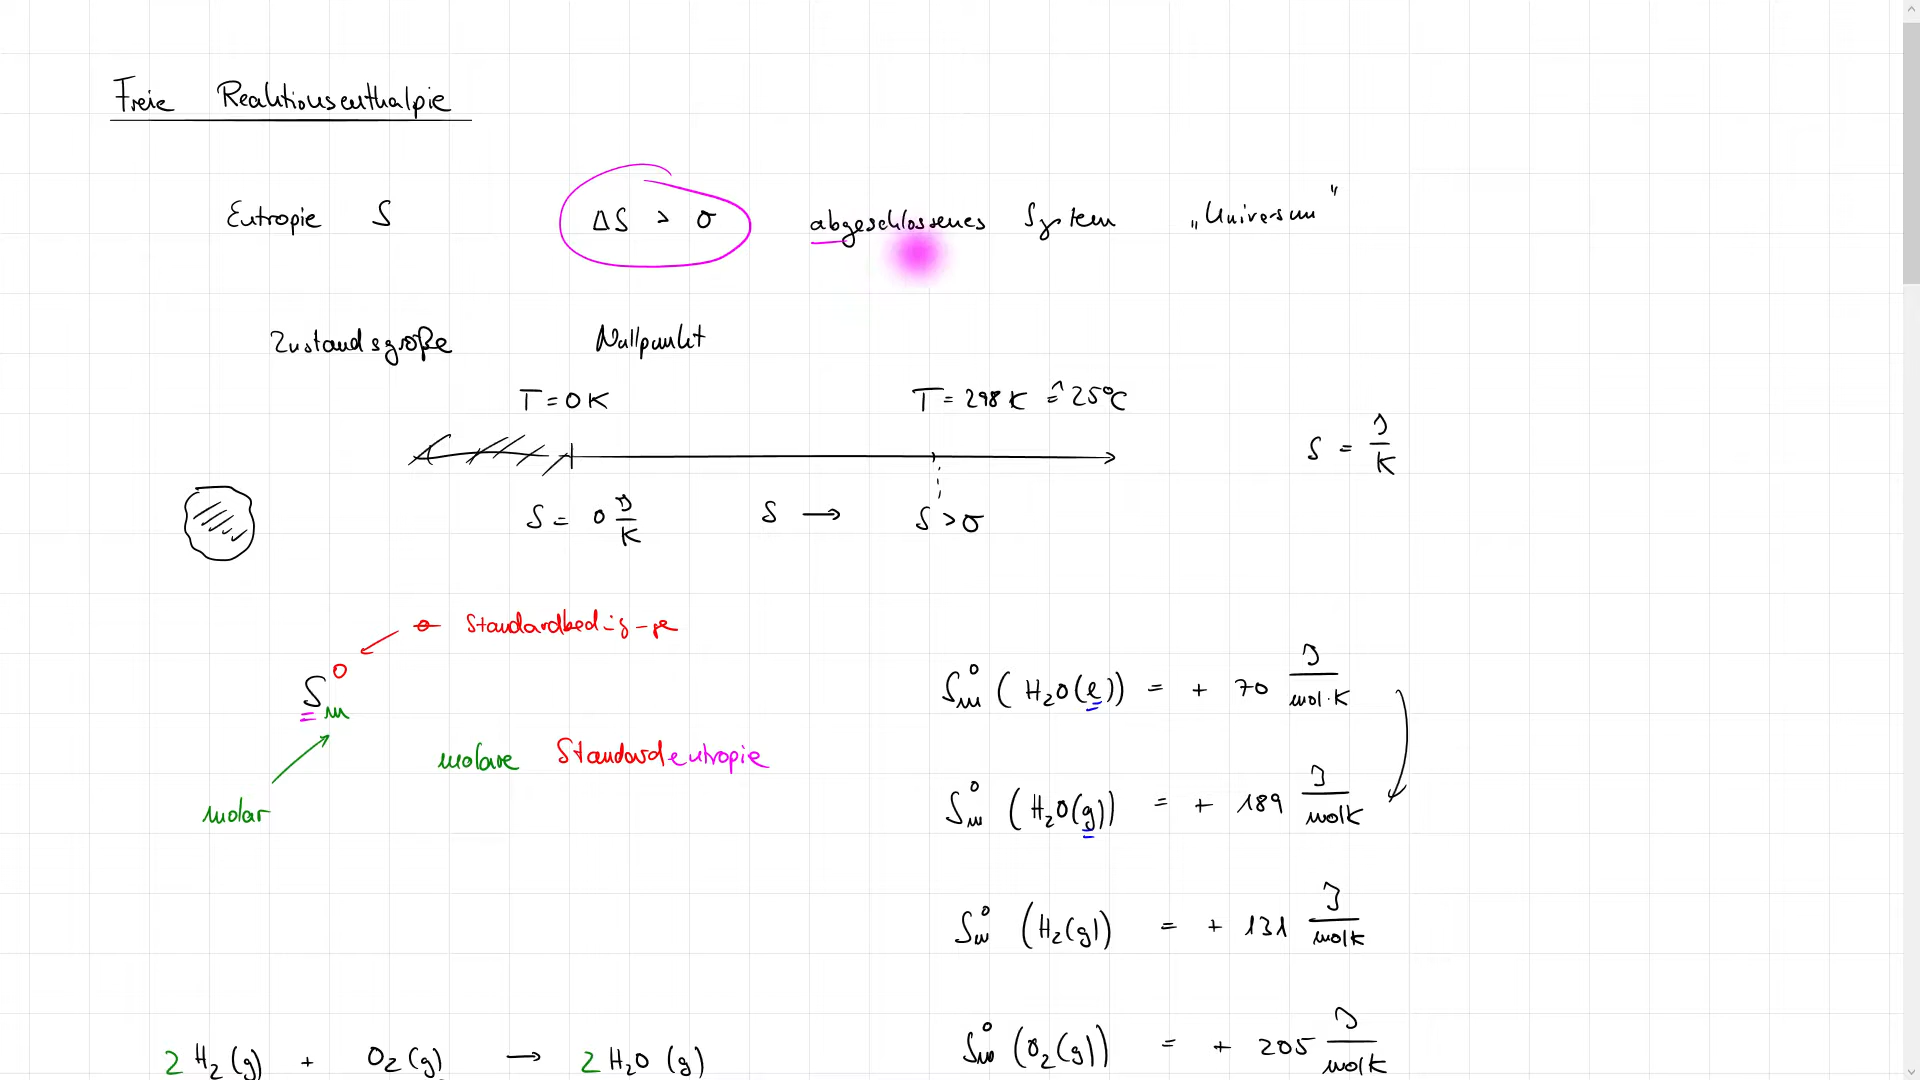 Freie Reaktionsenthalpie
Entropie S ΔS > 0 abgeschlossenes System „Universum"
Zustandsgröße Nullpunkt
T = 0 K T = 298 K ≙ 25°C
S = J/K
S = 0 J/K S → S > 0
⦵ Standardbedingungen
S°m
molare Standardentropie
molar
S°m (H₂O(l)) = + 70 J/mol·K
S°m (H₂O(g)) = + 189 J/molK
S°m (H₂(g)) = + 131 J/molK
S°m (O₂(g)) = + 205 J/molK
2 H₂(g) + O₂(g) → 2 H₂O (g)